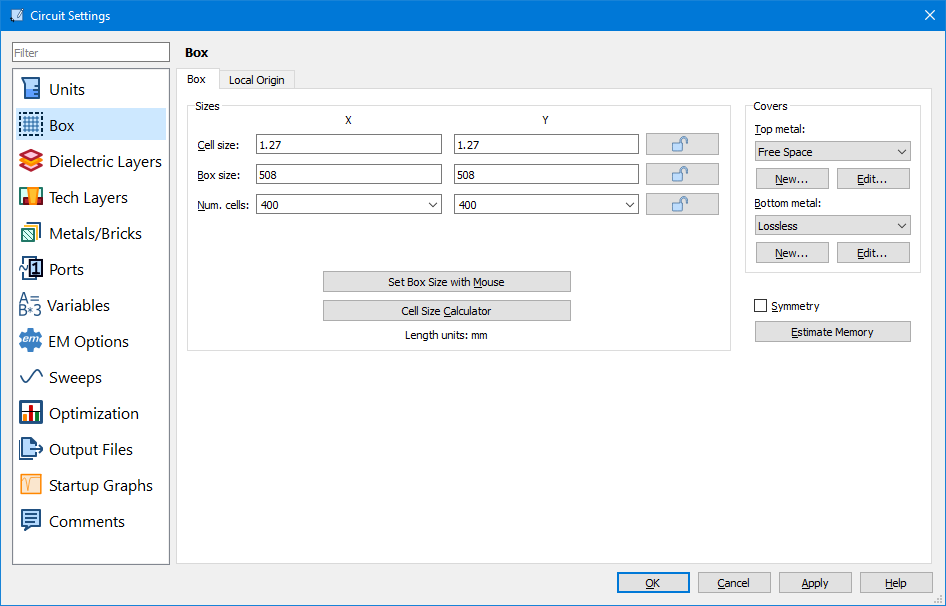 Circuit Settings
Filter
Units
Box
Dielectric Layers
Tech Layers
Metals/Bricks
1
Ports
A=
B*3
Variables
em
EM Options
Sweeps
Optimization
Output Files
Startup Graphs
Comments
Box
Box
Local Origin
Sizes
X
Y
Cell size:
1.27
1.27
Box size:
508
508
Num. cells:
400
400
Set Box Size with Mouse
Cell Size Calculator
Length units: mm
Covers
Top metal:
Free Space
New...
Edit...
Bottom metal:
Lossless
New...
Edit...
Symmetry
Estimate Memory
OK
Cancel
Apply
Help